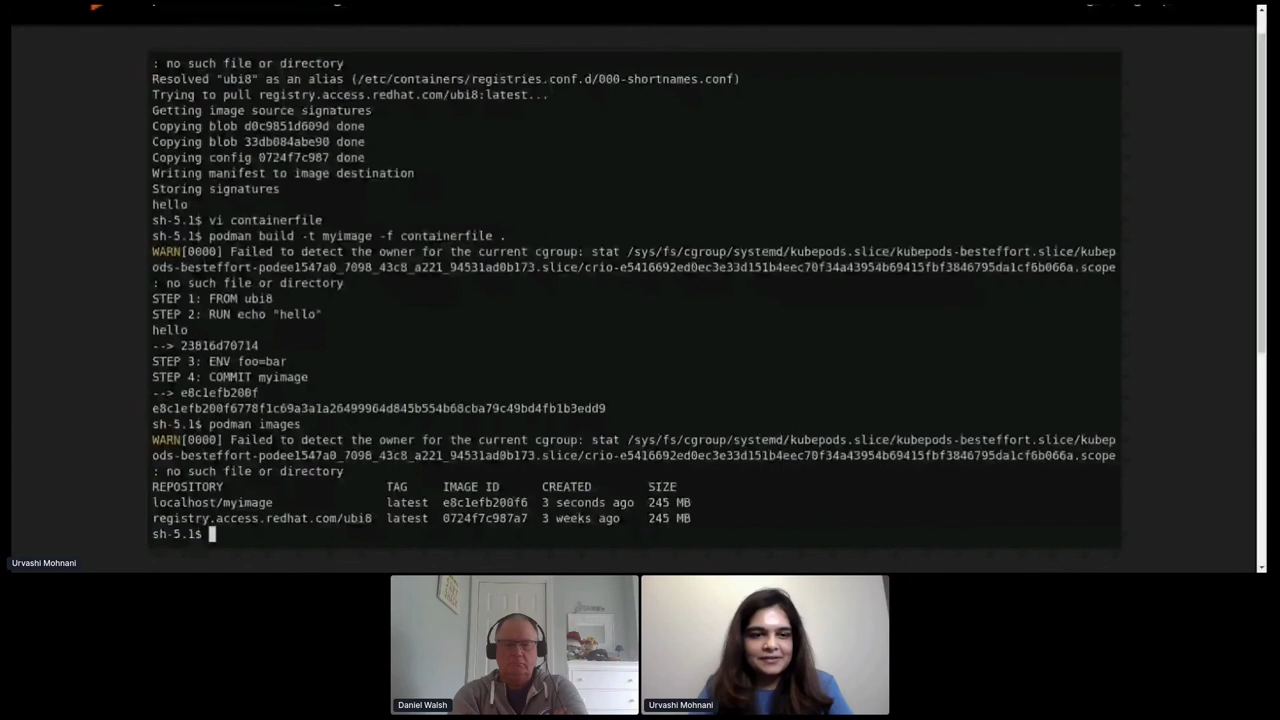 : no such file or directory
Resolved "ubi8" as an alias (/etc/containers/registries.conf.d/000-shortnames.conf)
Trying to pull registry.access.redhat.com/ubi8:latest...
Getting image source signatures
Copying blob d0c9851d609d done
Copying blob 33db084abe90 done
Copying config 0724f7c987 done
Writing manifest to image destination
Storing signatures
hello
sh-5.1$ vi containerfile
sh-5.1$ podman build -t myimage -f containerfile .
WARN[0000] Failed to detect the owner for the current cgroup: stat /sys/fs/cgroup/systemd/kubepods.slice/kubepods-besteffort.slice/kubep
ods-besteffort-podee1547a0_7098_43c8_a221_94531ad0b173.slice/crio-e5416692ed0ec3e33d151b4eec70f34a43954b69415fbf3846795da1cf6b066a.scope
: no such file or directory
STEP 1: FROM ubi8
STEP 2: RUN echo "hello"
hello
--> 23816d70714
STEP 3: ENV foo=bar
STEP 4: COMMIT myimage
--> e8c1efb200f
e8c1efb200f6778f1c69a3a1a26499964d845b554b68cba79c49bd4fb1b3edd9
sh-5.1$ podman images
WARN[0000] Failed to detect the owner for the current cgroup: stat /sys/fs/cgroup/systemd/kubepods.slice/kubepods-besteffort.slice/kubep
ods-besteffort-podee1547a0_7098_43c8_a221_94531ad0b173.slice/crio-e5416692ed0ec3e33d151b4eec70f34a43954b69415fbf3846795da1cf6b066a.scope
: no such file or directory
REPOSITORY TAG IMAGE ID CREATED SIZE
localhost/myimage latest e8c1efb200f6 3 seconds ago 245 MB
registry.access.redhat.com/ubi8 latest 0724f7c987a7 3 weeks ago 245 MB
sh-5.1$
Urvashi Mohnani
Daniel Walsh
Urvashi Mohnani